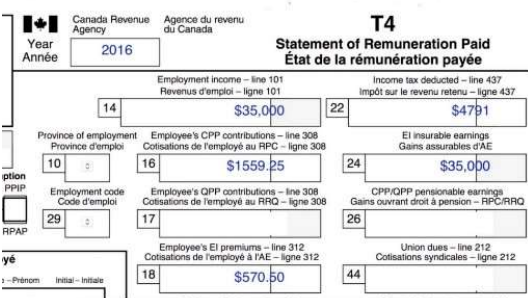 Canada Revenue Agency
Agence du revenu du Canada
T4
Year
Année
2016
Statement of Remuneration Paid
État de la rémunération payée
Employment income – line 101
Revenus d'emploi – ligne 101
Income tax deducted – line 437
Impôt sur le revenu retenu – ligne 437
14
$35,000
22
$4791
Province of employment
Province d'emploi
Employee's CPP contributions – line 308
Cotisations de l'employé au RPC – ligne 308
EI insurable earnings
Gains assurables d'AE
10
16
$1559.25
24
$35,000
ption
PPIP
RPAP
Employment code
Code d'emploi
Employee's QPP contributions – line 308
Cotisations de l'employé au RRQ – ligne 308
CPP/QPP pensionable earnings
Gains ouvrant droit à pension – RPC/RRQ
29
17
26
Employee's EI premiums – line 312
Cotisations de l'employé à l'AE – ligne 312
Union dues – line 212
Cotisations syndicales – ligne 212
yé
– Prénom
Initial – Initiale
18
$570.50
44